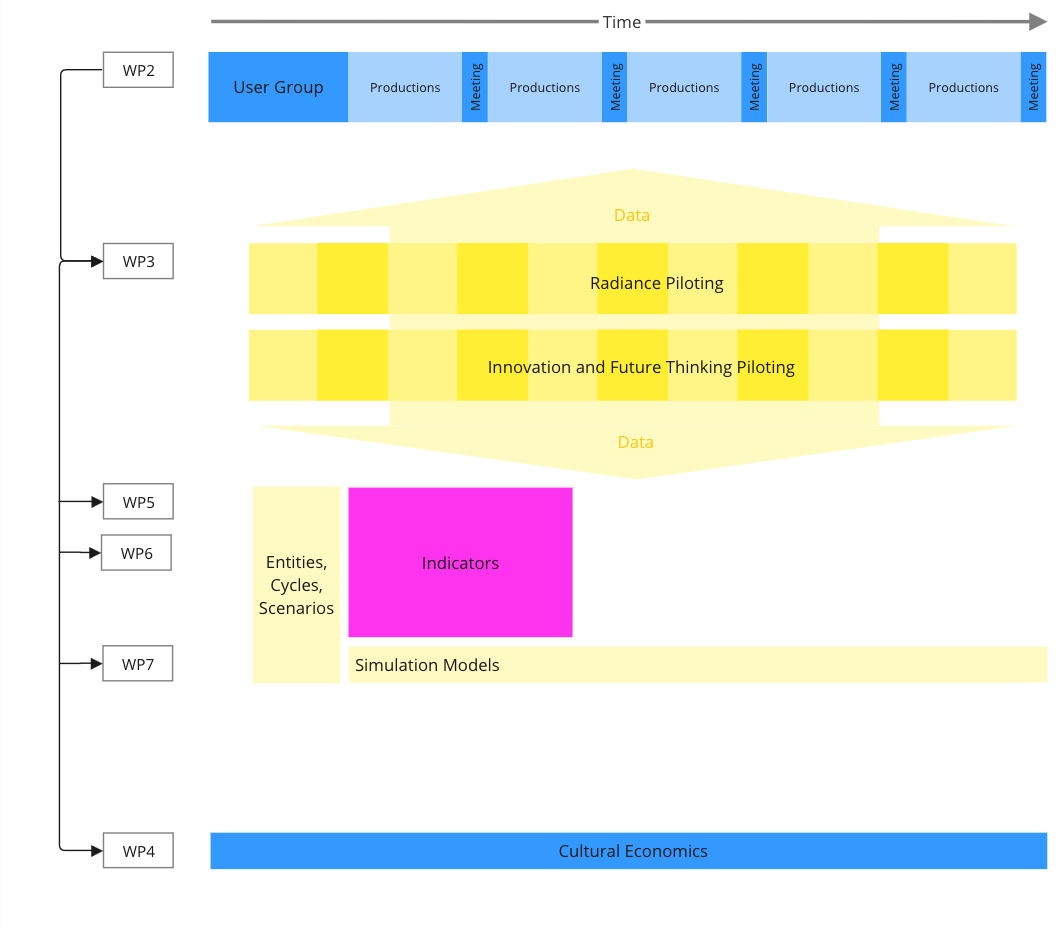 Time
WP2
User Group
Productions
Meeting
Productions
Meeting
Productions
Meeting
Productions
Meeting
Productions
Meeting
Data
WP3
Radiance Piloting
Innovation and Future Thinking Piloting
Data
WP5
WP6
Entities,
Cycles,
Scenarios
Indicators
WP7
Simulation Models
WP4
Cultural Economics